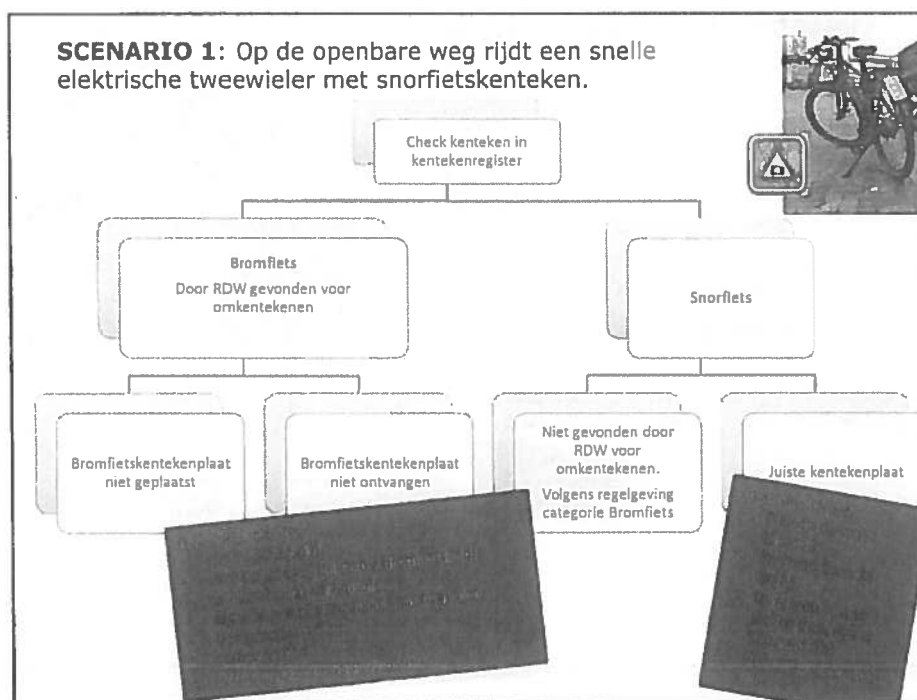 SCENARIO 1: Op de openbare weg rijdt een snelle
elektrische tweewieler met snorfietskenteken.
Check kenteken in
kentekenregister
Bromfiets
Door RDW gevonden voor
omkentekenen
Snorfiets
Bromfietskentekenplaat
niet geplaatst
Bromfietskentekenplaat
niet ontvangen
Niet gevonden door
RDW voor
omkentekenen.
Volgens regelgeving
categorie Bromfiets
Juiste kentekenplaat